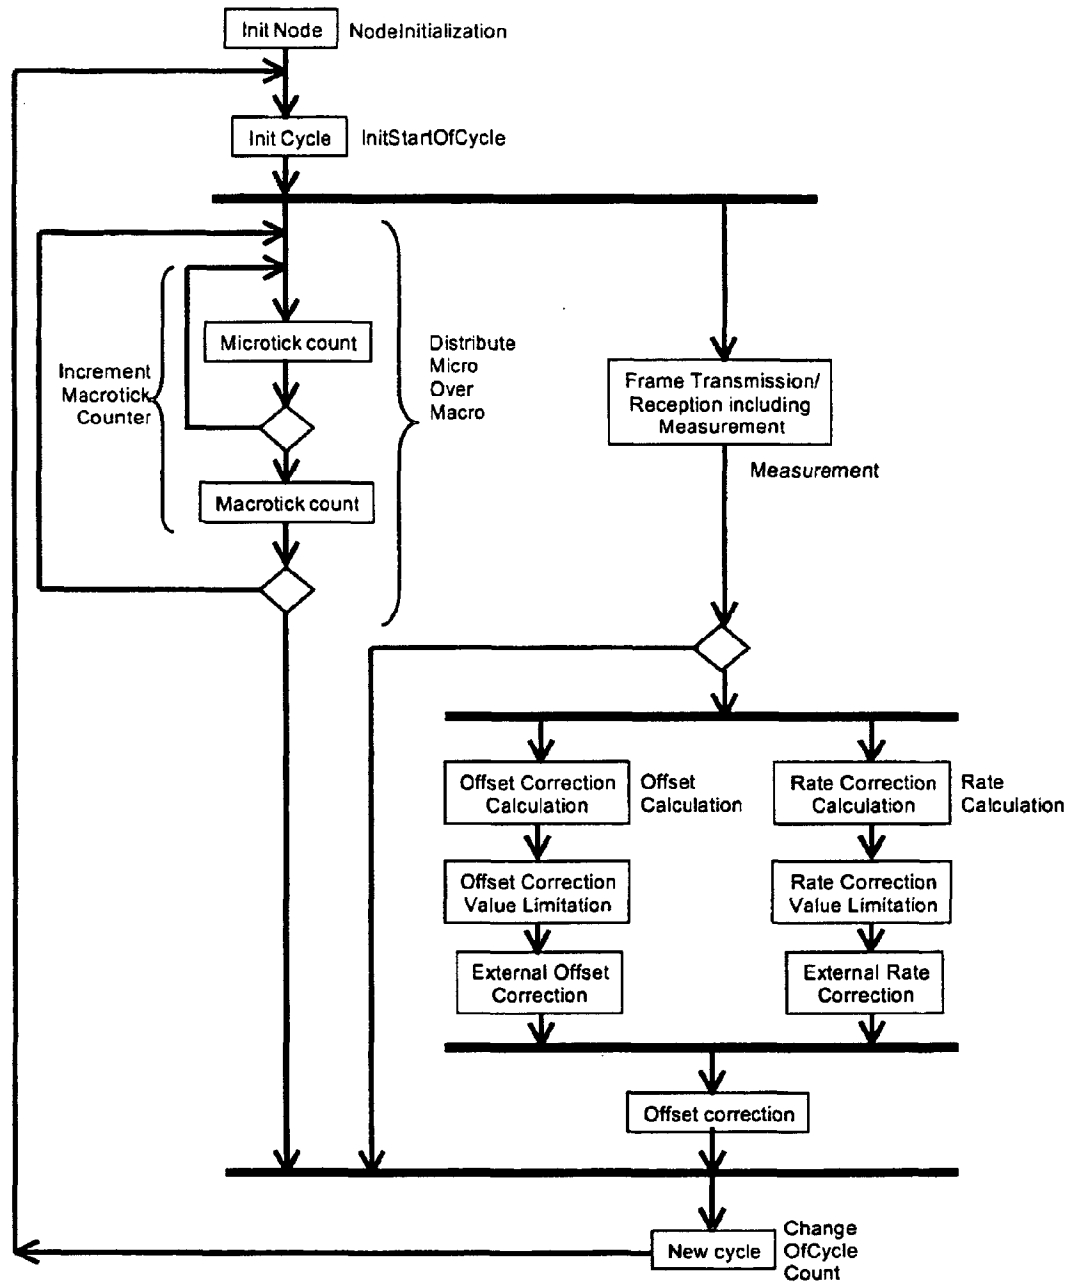 Init Node
NodeInitialization
Init Cycle
InitStartOfCycle
Increment
Macrotick
Counter
Microtick count
Macrotick count
Distribute
Micro
Over
Macro
Frame Transmission/
Reception including
Measurement
Measurement
Offset Correction
Calculation
Offset
Calculation
Rate Correction
Calculation
Rate
Calculation
Offset Correction
Value Limitation
Rate Correction
Value Limitation
External Offset
Correction
External Rate
Correction
Offset correction
New cycle
Change
OfCycle
Count